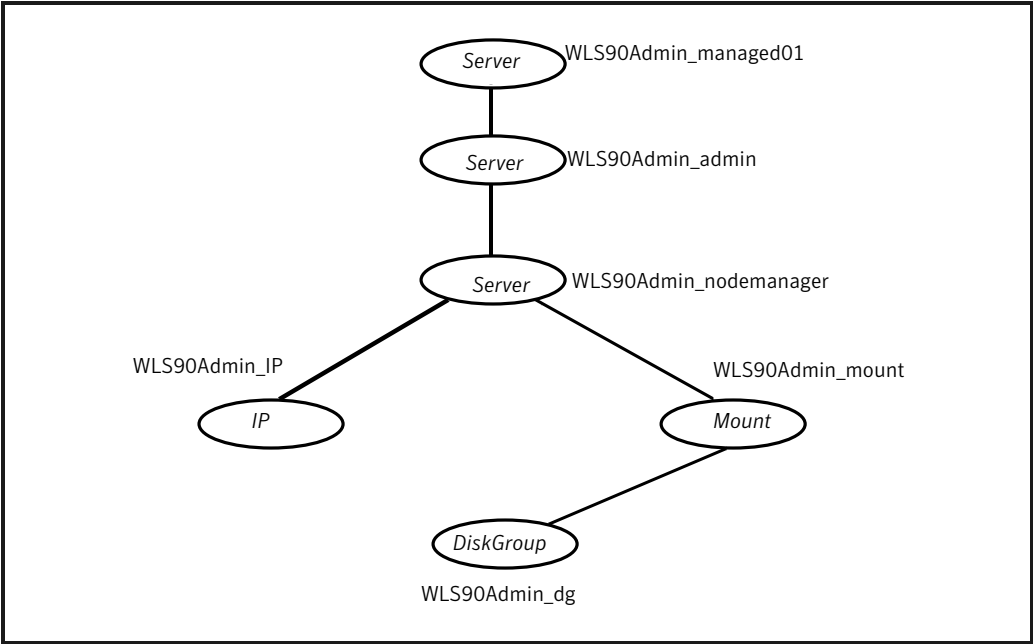 Server WLS90Admin_managed01
Server WLS90Admin_admin
Server WLS90Admin_nodemanager
WLS90Admin_IP
WLS90Admin_mount
IP
Mount
DiskGroup
WLS90Admin_dg